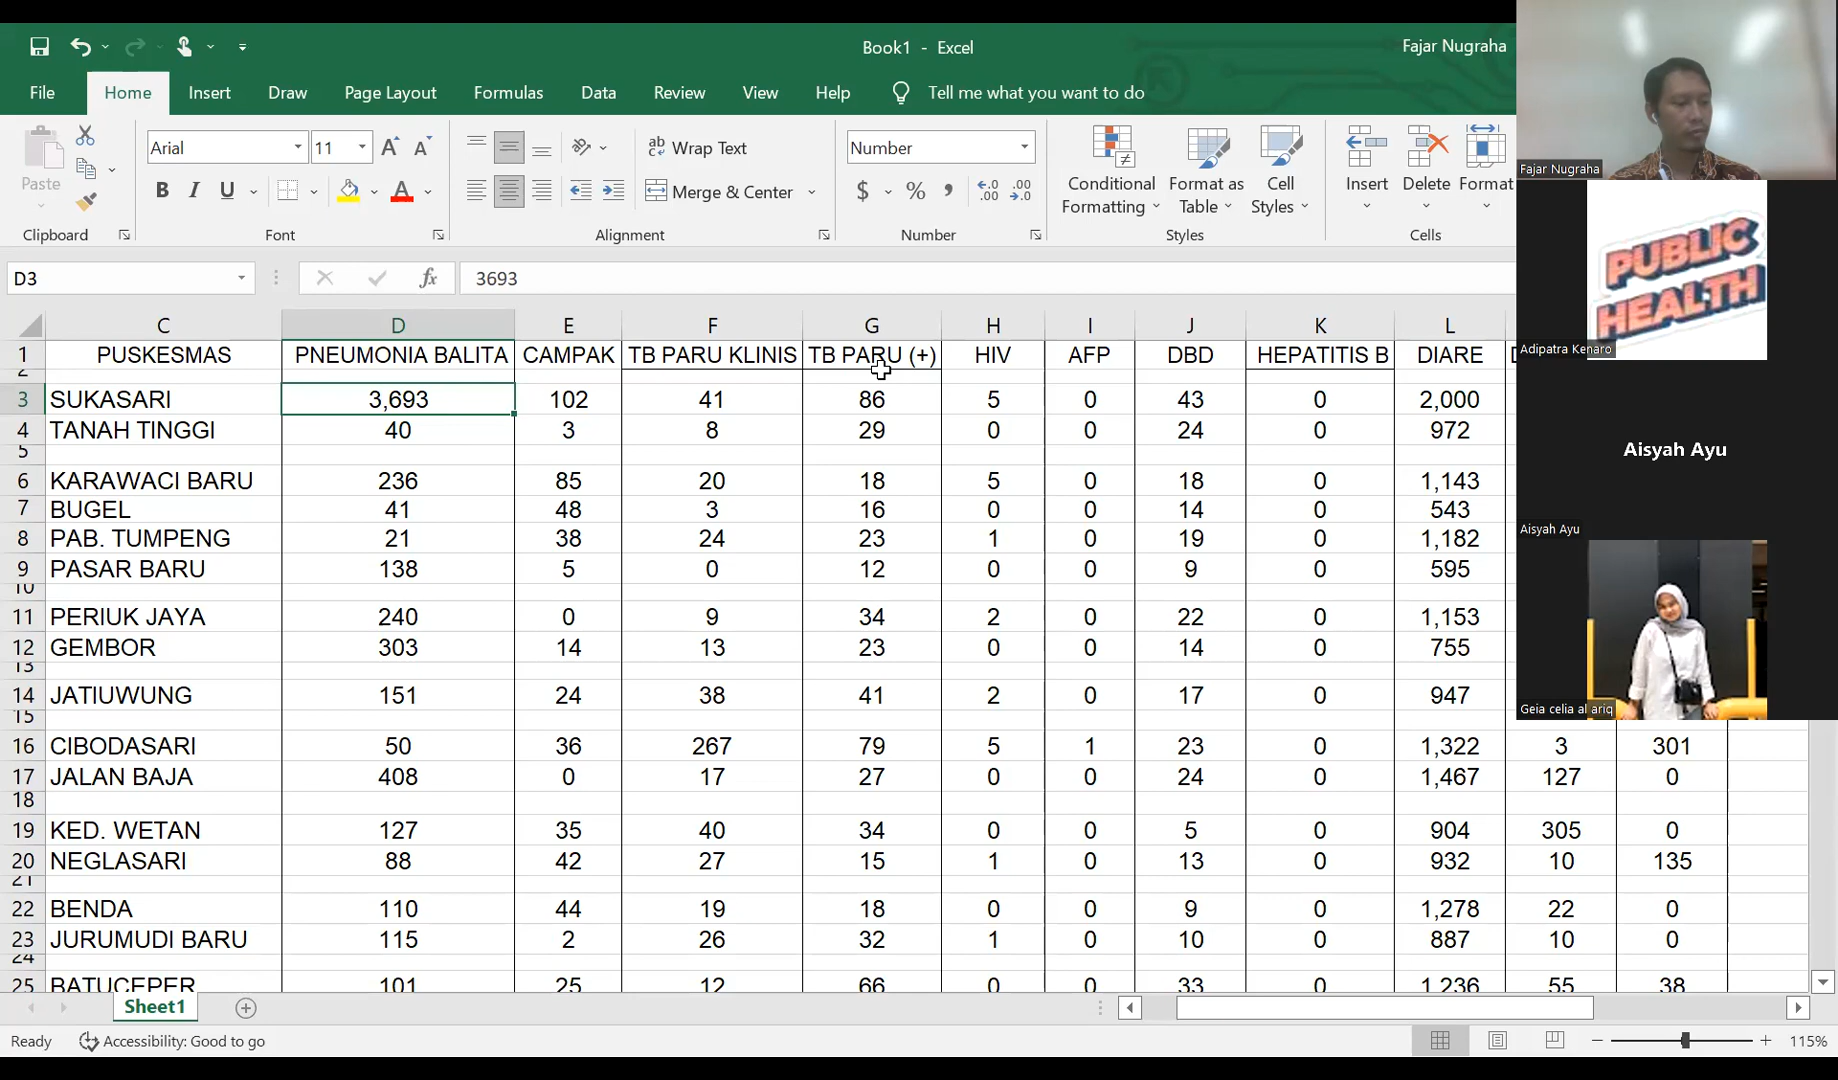 Book1 - Excel
Fajar Nugraha
File Home Insert Draw Page Layout Formulas Data Review View Help Tell me what you want to do
Paste
Arial 11
B I U
ab Wrap Text
Merge & Center
Number
$ % ,
Conditional Formatting
Format as Table
Cell Styles
Insert Delete Format
Clipboard Font Alignment Number Styles Cells
D3 fx 3693
C D E F G H I J K L
1 PUSKESMAS PNEUMONIA BALITA CAMPAK TB PARU KLINIS TB PARU (+) HIV AFP DBD HEPATITIS B DIARE
2
3 SUKASARI 3,693 102 41 86 5 0 43 0 2,000
4 TANAH TINGGI 40 3 8 29 0 0 24 0 972
5
6 KARAWACI BARU 236 85 20 18 5 0 18 0 1,143
7 BUGEL 41 48 3 16 0 0 14 0 543
8 PAB. TUMPENG 21 38 24 23 1 0 19 0 1,182
9 PASAR BARU 138 5 0 12 0 0 9 0 595
10
11 PERIUK JAYA 240 0 9 34 2 0 22 0 1,153
12 GEMBOR 303 14 13 23 0 0 14 0 755
13
14 JATIUWUNG 151 24 38 41 2 0 17 0 947
15
16 CIBODASARI 50 36 267 79 5 1 23 0 1,322 3 301
17 JALAN BAJA 408 0 17 27 0 0 24 0 1,467 127 0
18
19 KED. WETAN 127 35 40 34 0 0 5 0 904 305 0
20 NEGLASARI 88 42 27 15 1 0 13 0 932 10 135
21
22 BENDA 110 44 19 18 0 0 9 0 1,278 22 0
23 JURUMUDI BARU 115 2 26 32 1 0 10 0 887 10 0
24
25 BATUCEPER 101 25 12 66 0 0 33 0 1,236 55 38
Sheet1
Ready Accessibility: Good to go 115%
Fajar Nugraha
PUBLIC
HEALTH
Adipatra Kenaro
Aisyah Ayu
Aisyah Ayu
Geia celia al ariq